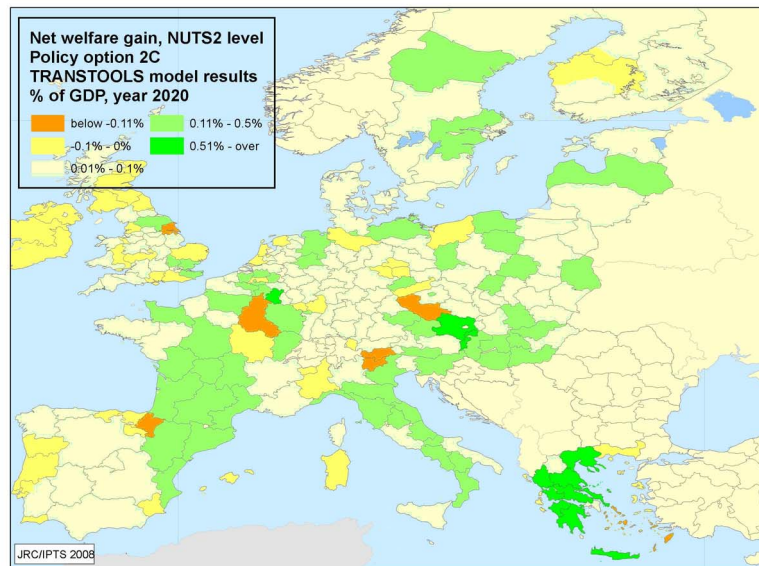 Net welfare gain, NUTS2 level
Policy option 2C
TRANSTOOLS model results
% of GDP, year 2020
below -0.11%
0.11% - 0.5%
-0.1% - 0%
0.51% - over
0.01% - 0.1%
JRC/IPTS 2008